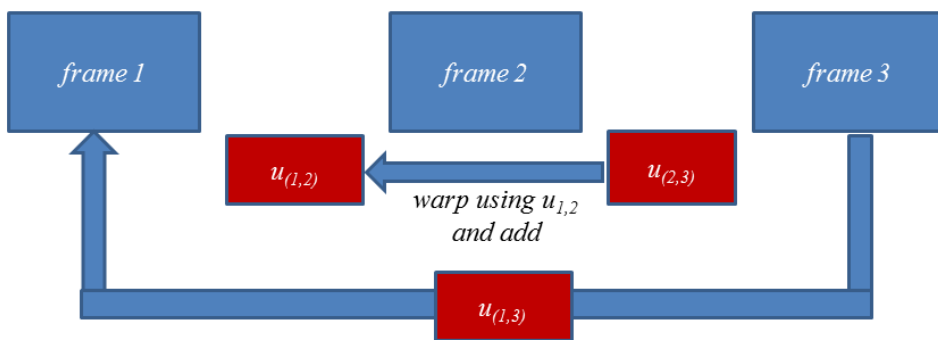 frame 1
frame 2
frame 3
u(1,2)
u(2,3)
warp using u1,2
and add
u(1,3)